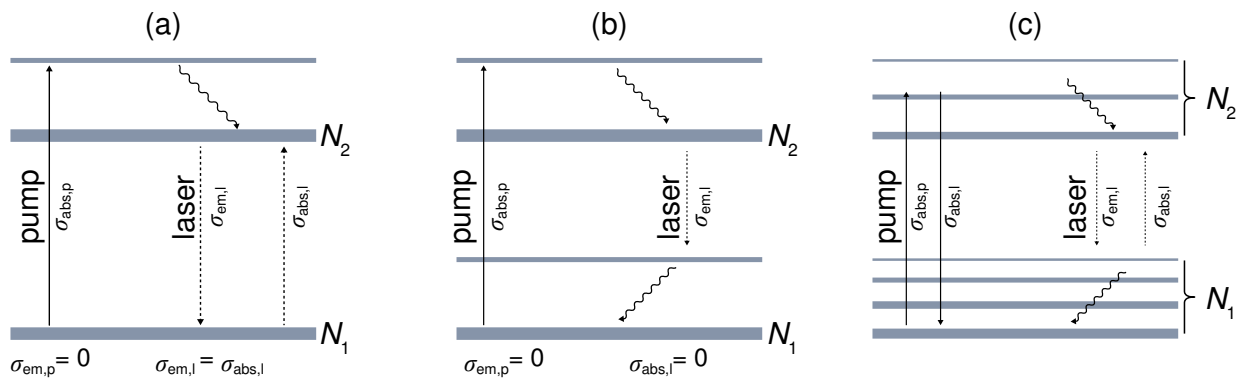 (a)
pump
σabs,p
laser
σem,l
σabs,l
N2
N1
σem,p = 0
σem,l = σabs,l
(b)
pump
σabs,p
laser
σem,l
N2
N1
σem,p = 0
σabs,l = 0
(c)
pump
σabs,p
σabs,l
laser
σem,l
σabs,l
N2
N1